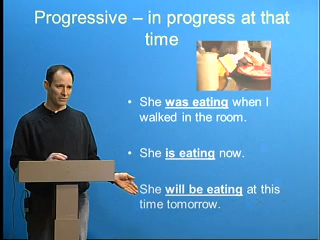 Progressive – in progress at that
time
• She was eating when I
walked in the room.
• She is eating now.
She will be eating at this
time tomorrow.